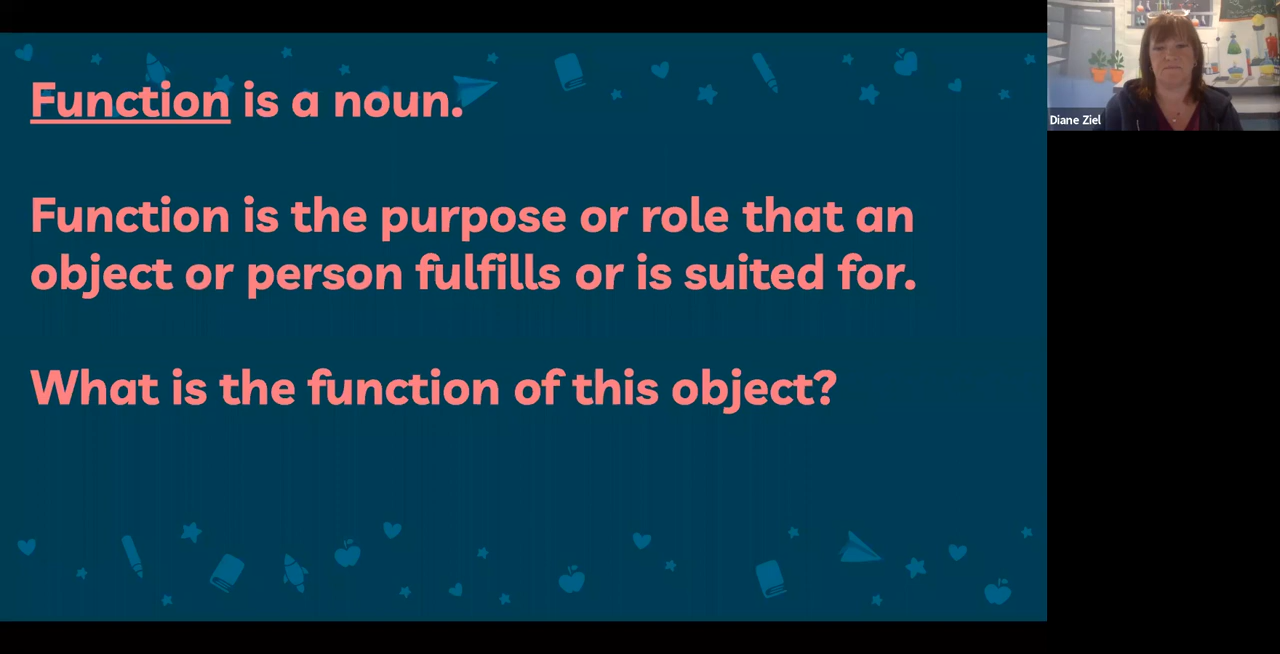 Function is a noun.
Function is the purpose or role that an
object or person fulfills or is suited for.
What is the function of this object?
Diane Ziel